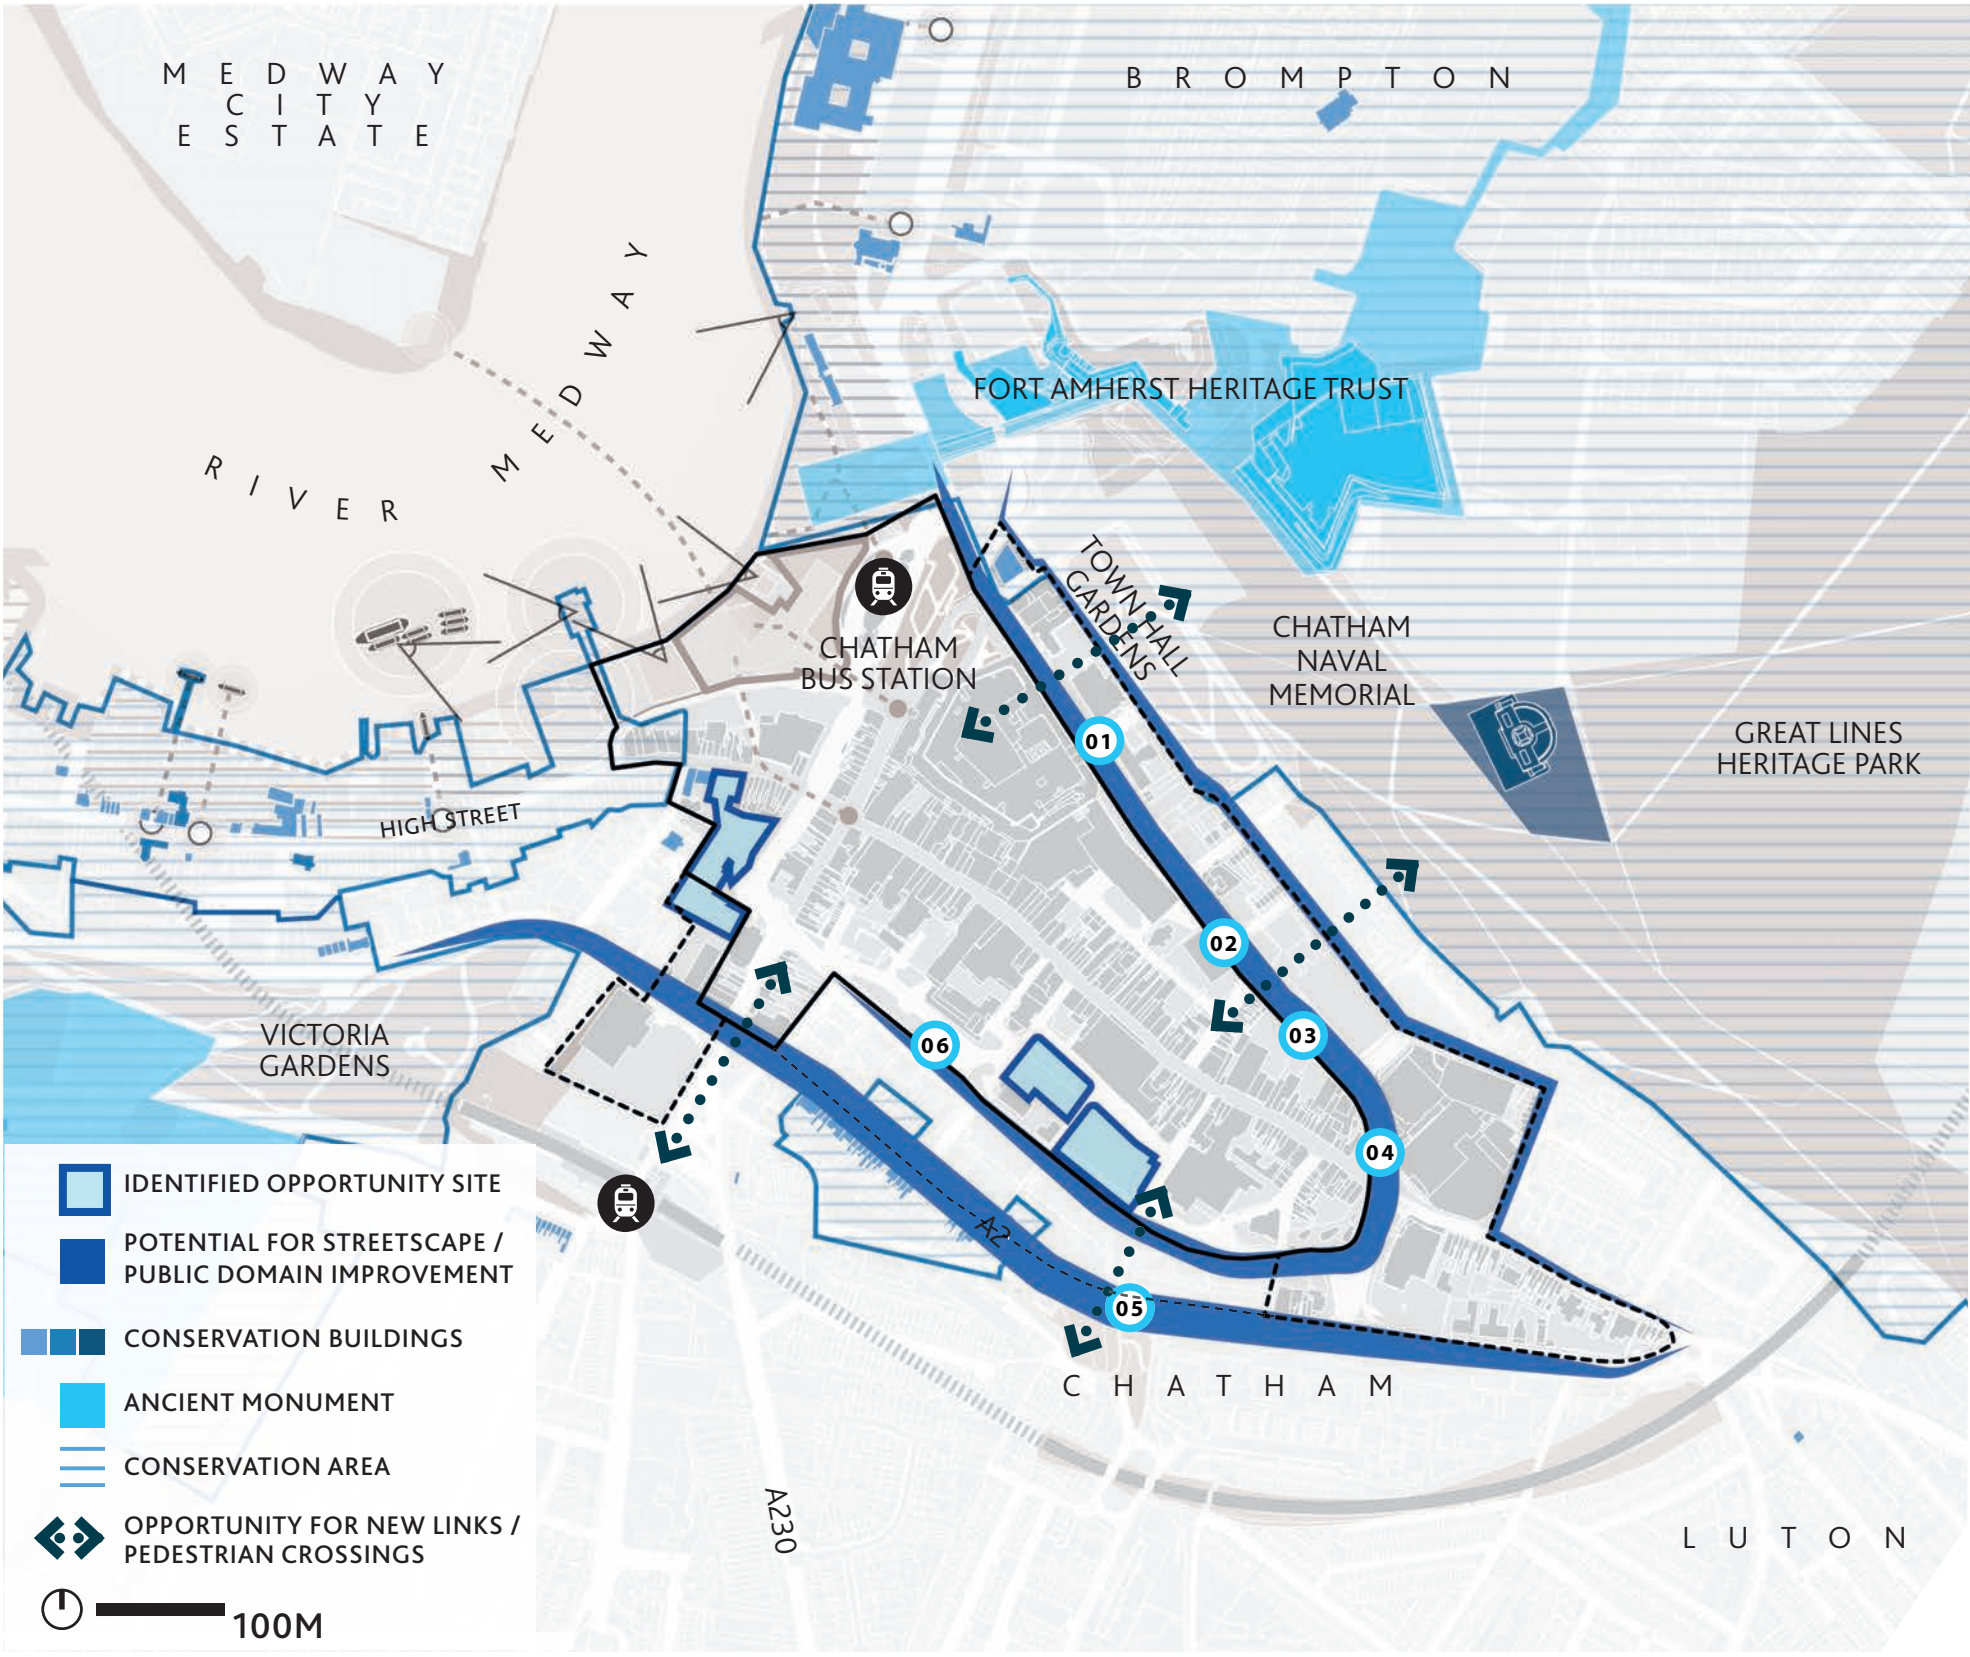 MEDWAY
CITY
ESTATE
BROMPTON
RIVER MEDWAY
FORT AMHERST HERITAGE TRUST
TOWN HALL
GARDENS
CHATHAM
BUS STATION
CHATHAM
NAVAL
MEMORIAL
GREAT LINES
HERITAGE PARK
HIGH STREET
01
02
03
04
05
06
VICTORIA
GARDENS
A2
CHATHAM
A230
LUTON
IDENTIFIED OPPORTUNITY SITE
POTENTIAL FOR STREETSCAPE /
PUBLIC DOMAIN IMPROVEMENT
CONSERVATION BUILDINGS
ANCIENT MONUMENT
CONSERVATION AREA
OPPORTUNITY FOR NEW LINKS /
PEDESTRIAN CROSSINGS
100M